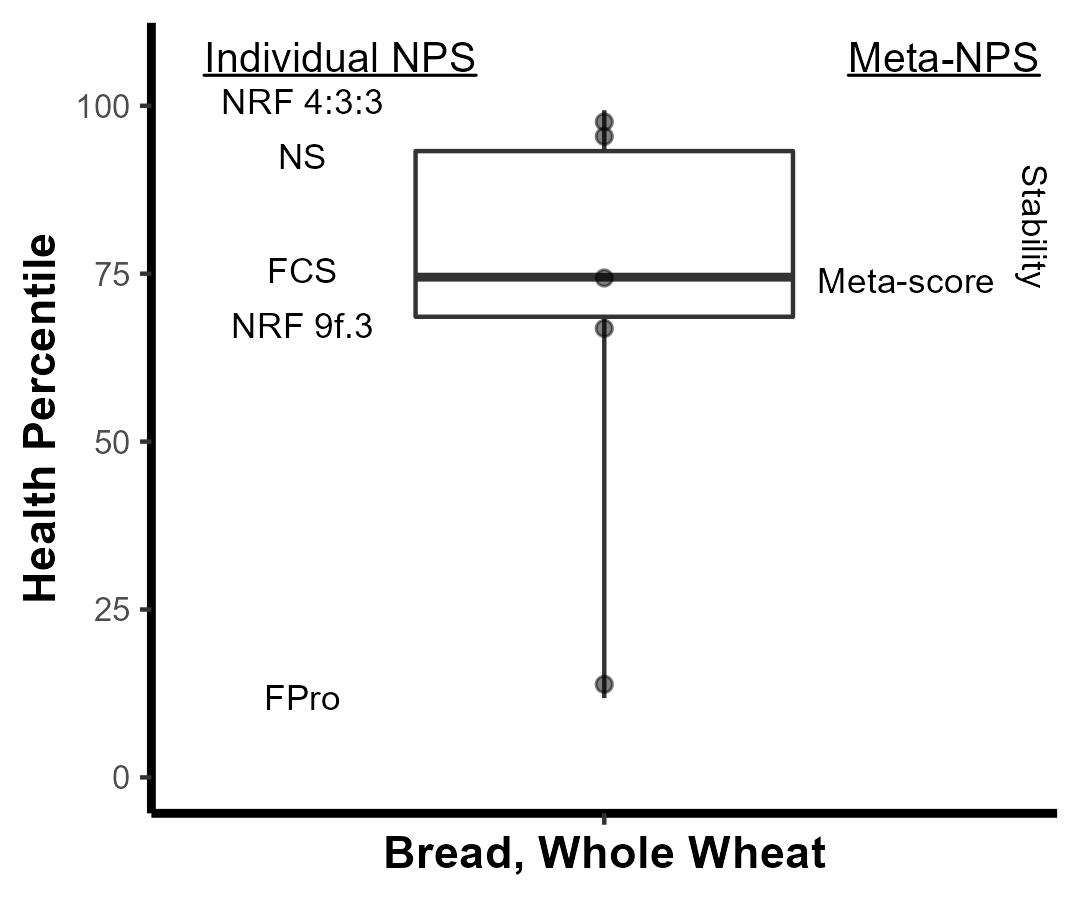 Individual NPS
Meta-NPS
NRF 4:3:3
NS
FCS
NRF 9f.3
FPro
Meta-score
Stability
Health Percentile
100
75
50
25
0
Bread, Whole Wheat